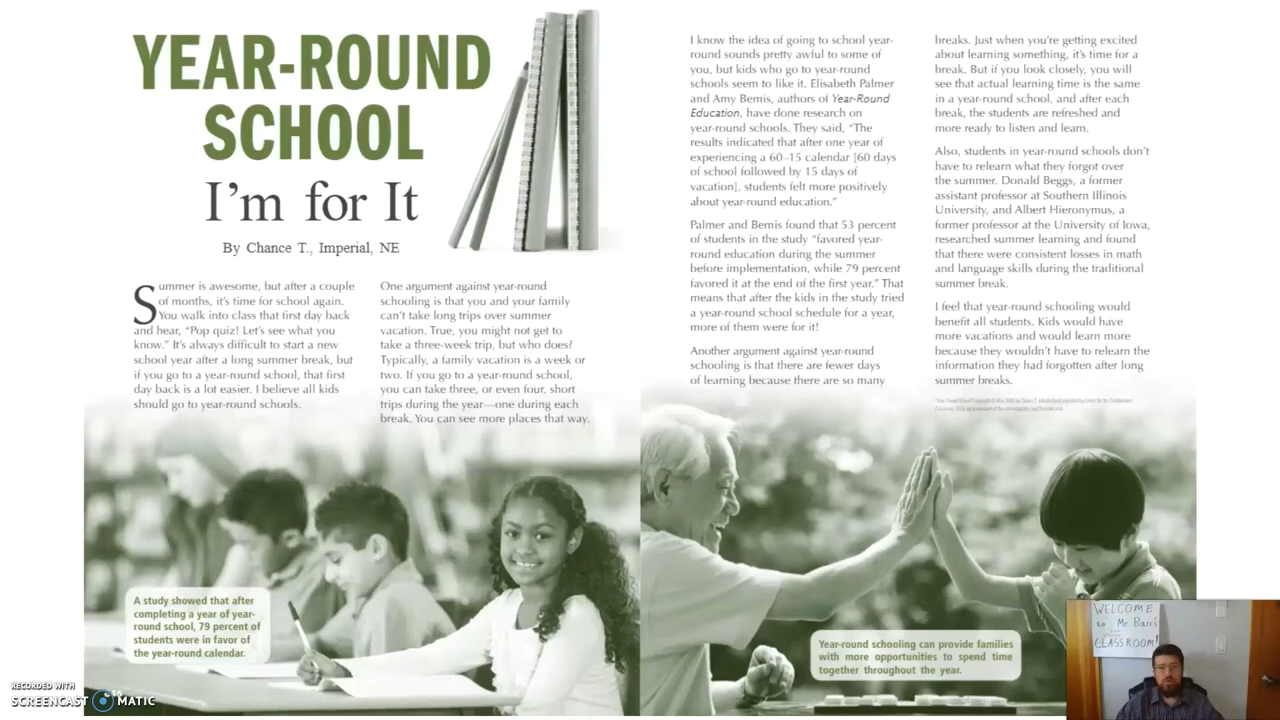 YEAR-ROUND
SCHOOL
I'm for It
By Chance T., Imperial, NE
Summer is awesome, but after a couple
of months, it's time for school again.
You walk into class that first day back
and hear, "Pop quiz! Let's see what you
know." It's always difficult to start a new
school year after a long summer break, but
if you go to a year-round school, that first
day back is a lot easier. I believe all kids
should go to year-round schools.
One argument against year-round
schooling is that you and your family
can't take long trips over summer
vacation. True, you might not get to
take a three-week trip, but who does?
Typically, a family vacation is a week or
two. If you go to a year-round school,
you can take three, or even four, short
trips during the year—one during each
break. You can see more places that way.
I know the idea of going to school year-
round sounds pretty awful to some of
you, but kids who go to year-round
schools seem to like it. Elisabeth Palmer
and Amy Bemis, authors of Year-Round
Education, have done research on
year-round schools. They said, "The
results indicated that after one year of
experiencing a 60–15 calendar [60 days
of school followed by 15 days of
vacation], students felt more positively
about year-round education."
Palmer and Bemis found that 53 percent
of students in the study "favored year-
round education during the summer
before implementation, while 79 percent
favored it at the end of the first year." That
means that after the kids in the study tried
a year-round school schedule for a year,
more of them were for it!
Another argument against year-round
schooling is that there are fewer days
of learning because there are so many
breaks. Just when you're getting excited
about learning something, it's time for a
break. But if you look closely, you will
see that actual learning time is the same
in a year-round school, and after each
break, the students are refreshed and
more ready to listen and learn.
Also, students in year-round schools don't
have to relearn what they forgot over
the summer. Donald Beggs, a former
assistant professor at Southern Illinois
University, and Albert Hieronymus, a
former professor at the University of Iowa,
researched summer learning and found
that there were consistent losses in math
and language skills during the traditional
summer break.
I feel that year-round schooling would
benefit all students. Kids would have
more vacations and would learn more
because they wouldn't have to relearn the
information they had forgotten after long
summer breaks.
A study showed that after
completing a year of year-
round school, 79 percent of
students were in favor of
the year-round calendar.
Year-round schooling can provide families
with more opportunities to spend time
together throughout the year.
WELCOME
to Mr. Barr's
CLASSROOM!
RECORDED WITH
SCREENCAST MATIC